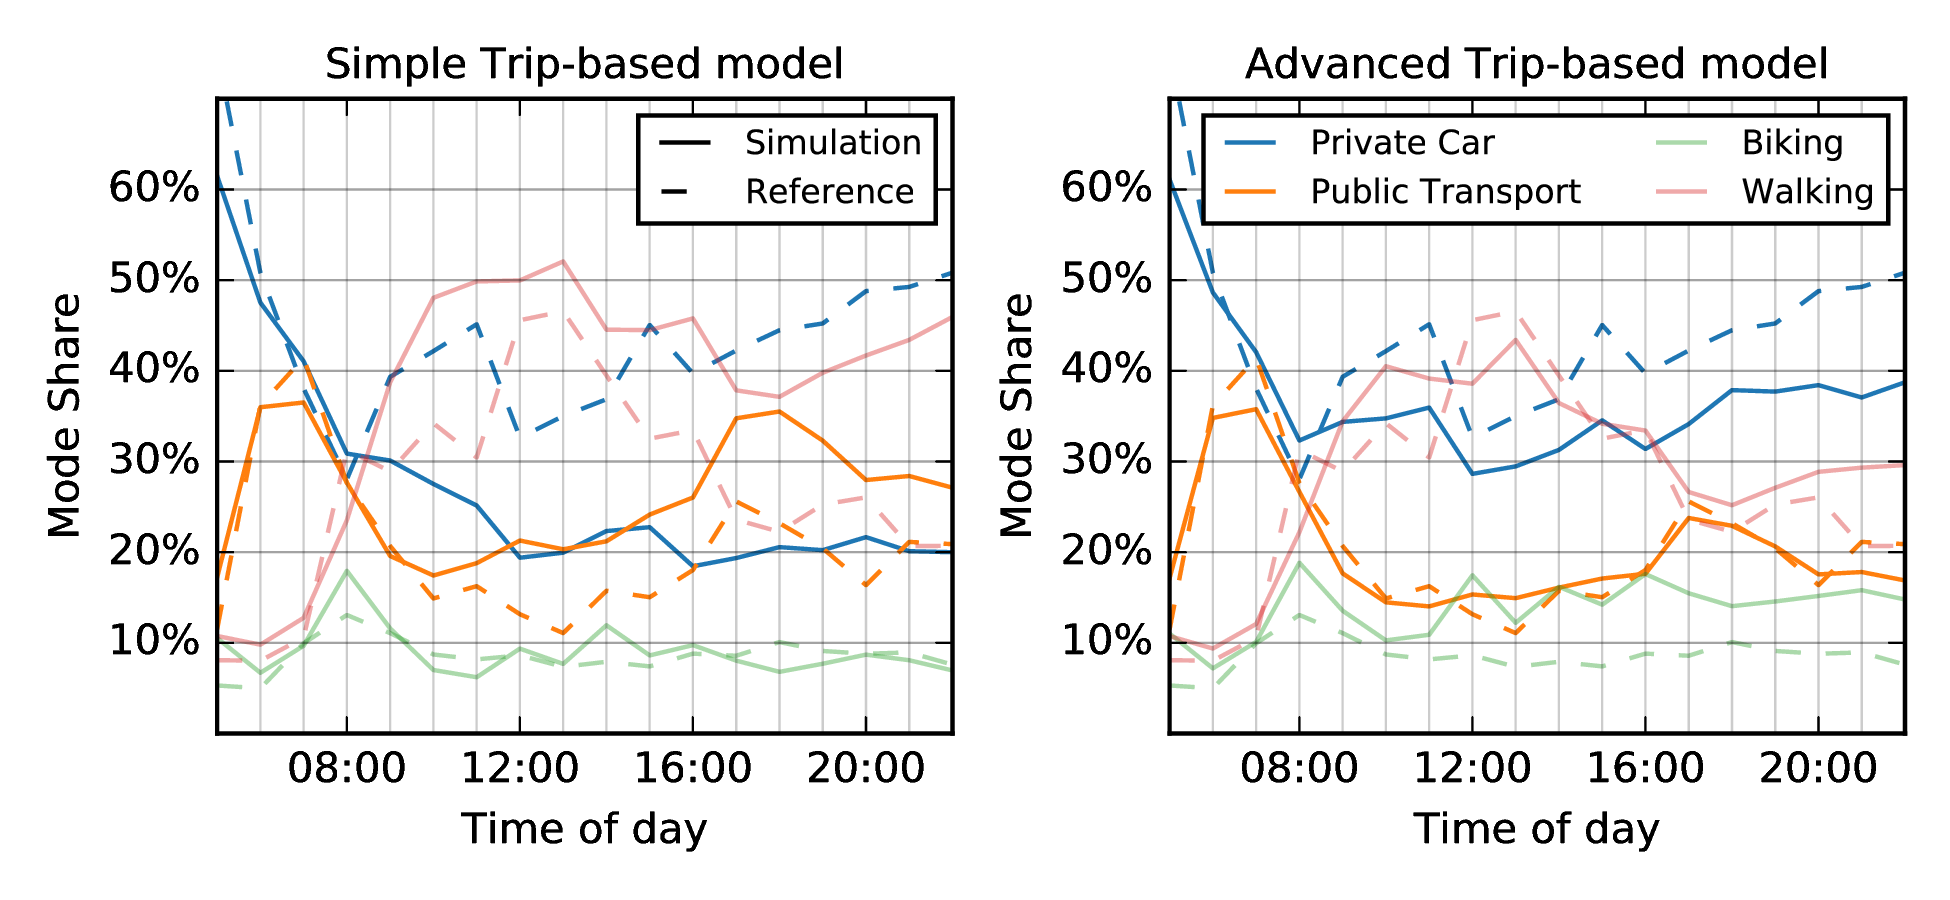 Simple Trip-based model
Simulation
Reference
60%
50%
40%
30%
20%
10%
Mode Share
08:00 12:00 16:00 20:00
Time of day
Advanced Trip-based model
Private Car Biking
Public Transport Walking
60%
50%
40%
30%
20%
10%
Mode Share
08:00 12:00 16:00 20:00
Time of day